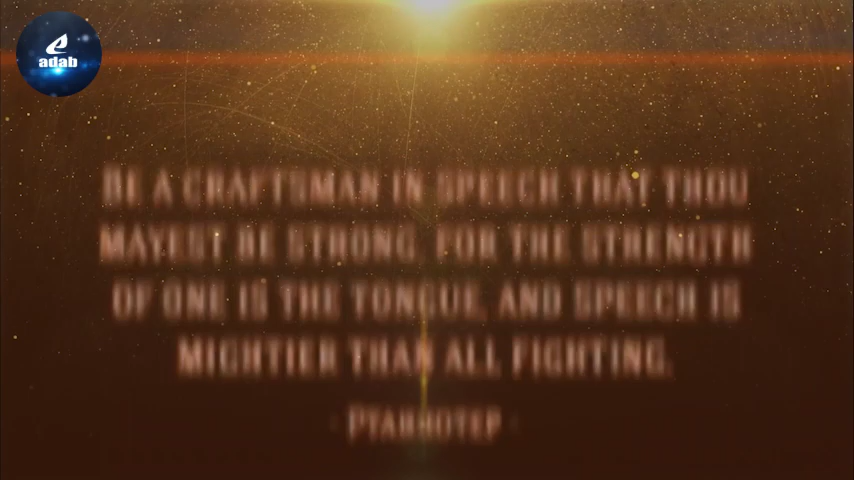 adab
BE A CRAFTSMAN IN SPEECH THAT THOU
MAYEST BE STRONG, FOR THE STRENGTH
OF ONE IS THE TONGUE, AND SPEECH IS
MIGHTIER THAN ALL FIGHTING.
- PTAHHOTEP -